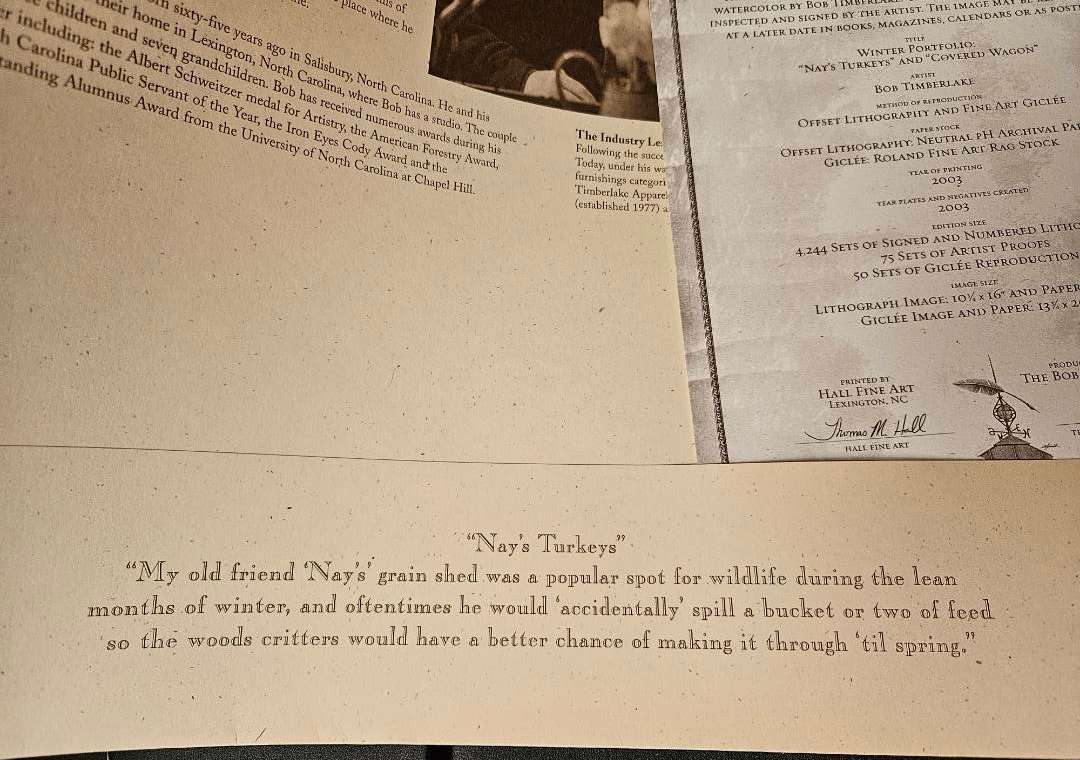 place where he
sixty-five years ago in Salisbury, North Carolina. He and his
their home in Lexington, North Carolina, where Bob has a studio. The couple
children and seven grandchildren. Bob has received numerous awards during his
including: the Albert Schweitzer medal for Artistry, the American Forestry Award,
Carolina Public Servant of the Year, the Iron Eyes Cody Award and the
Alumnus Award from the University of North Carolina at Chapel Hill.
The Industry
Following the
Today, under his
furnishings
Timberlake
(established 1977)
WATERCOLOR BY BOB
INSPECTED AND SIGNED BY THE ARTIST. THE IMAGE MAY BE
AT A LATER DATE IN BOOKS, MAGAZINES, CALENDARS OR AS
TITLE
WINTER PORTFOLIO:
"NAY'S TURKEYS" AND "COVERED WAGON"
ARTIST
BOB TIMBERLAKE
METHOD OF REPRODUCTION
OFFSET LITHOGRAPHY AND FINE ART GICLÉE
PAPER STOCK
OFFSET LITHOGRAPHY: NEUTRAL PH ARCHIVAL
GICLÉE: ROLAND FINE ART RAG STOCK
YEAR OF PRINTING
2003
YEAR PLATES AND NEGATIVES CREATED
2003
EDITION SIZE
4,244 SETS OF SIGNED AND NUMBERED
75 SETS OF ARTIST PROOFS
50 SETS OF GICLÉE
IMAGE SIZE
LITHOGRAPH IMAGE: 10¾ x 16" AND PAPER
GICLÉE IMAGE AND PAPER: 13¾ x
PRINTED BY
HALL FINE ART
LEXINGTON, NC
Thomas M. Hall
HALL FINE ART
THE BOB
"Nay's Turkeys"
"My old friend 'Nay's' grain shed was a popular spot for wildlife during the lean
months of winter, and oftentimes he would 'accidentally' spill a bucket or two of feed
so the woods critters would have a better chance of making it through 'til spring."